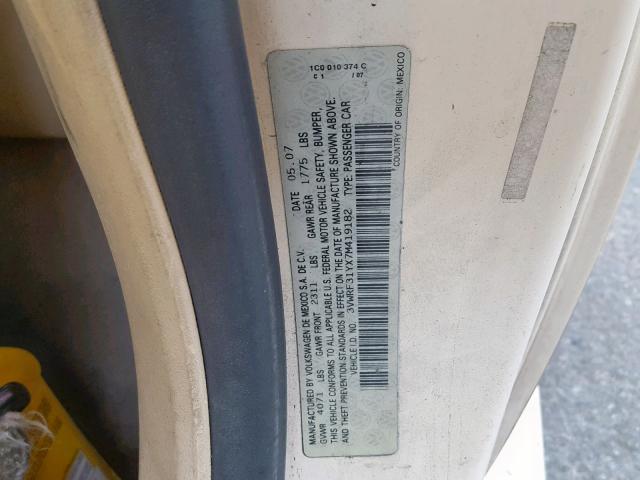 MANUFACTURED BY VOLKSWAGEN DE MEXICO S.A. DE C.V. DATE 05.07
GVWR 4071 LBS GAWR FRONT 2311 LBS GAWR REAR 1775 LBS
THIS VEHICLE CONFORMS TO ALL APPLICABLE U.S. FEDERAL MOTOR VEHICLE SAFETY, BUMPER,
AND THEFT PREVENTION STANDARDS IN EFFECT ON THE DATE OF MANUFACTURE SHOWN ABOVE.
VEHICLE I.D. NO. 3VWRF31YX7M419182 TYPE: PASSENGER CAR
COUNTRY OF ORIGIN: MEXICO
1C0 010 374 C
C 1 / 07